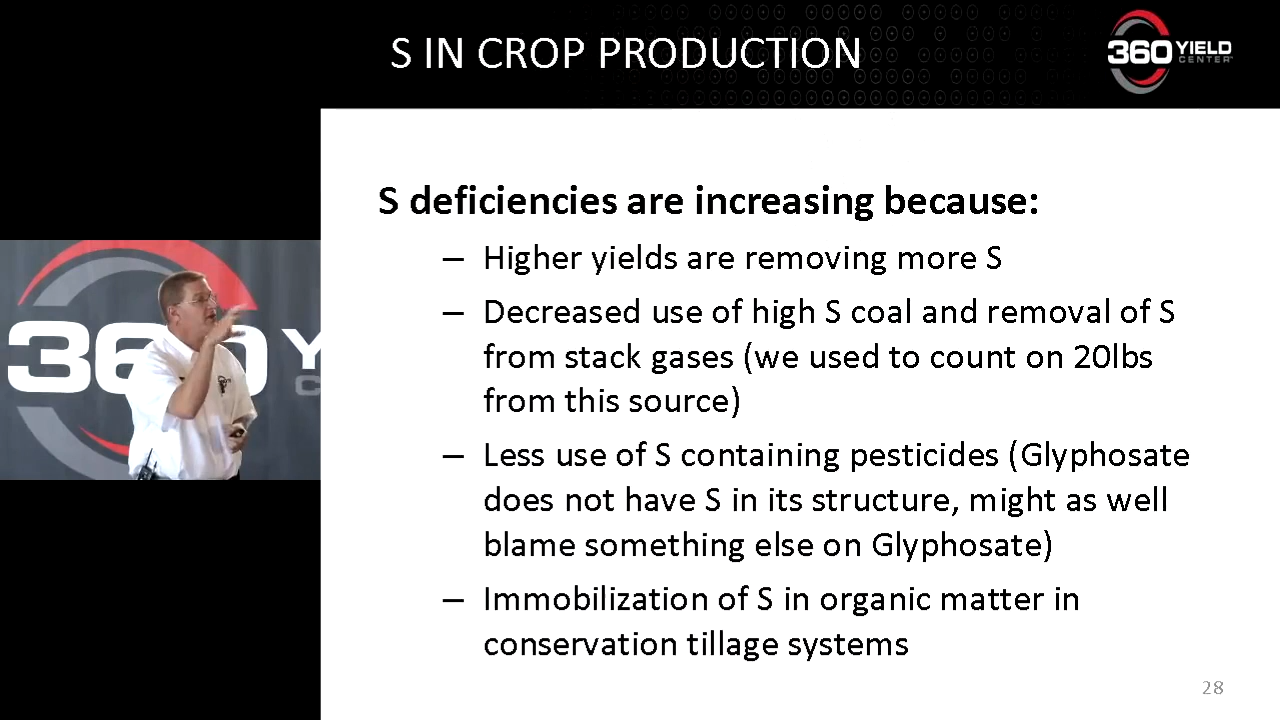 S IN CROP PRODUCTION
360 YIELD
CENTER
S deficiencies are increasing because:
– Higher yields are removing more S
– Decreased use of high S coal and removal of S
from stack gases (we used to count on 20lbs
from this source)
– Less use of S containing pesticides (Glyphosate
does not have S in its structure, might as well
blame something else on Glyphosate)
– Immobilization of S in organic matter in
conservation tillage systems
360 Y
C
28